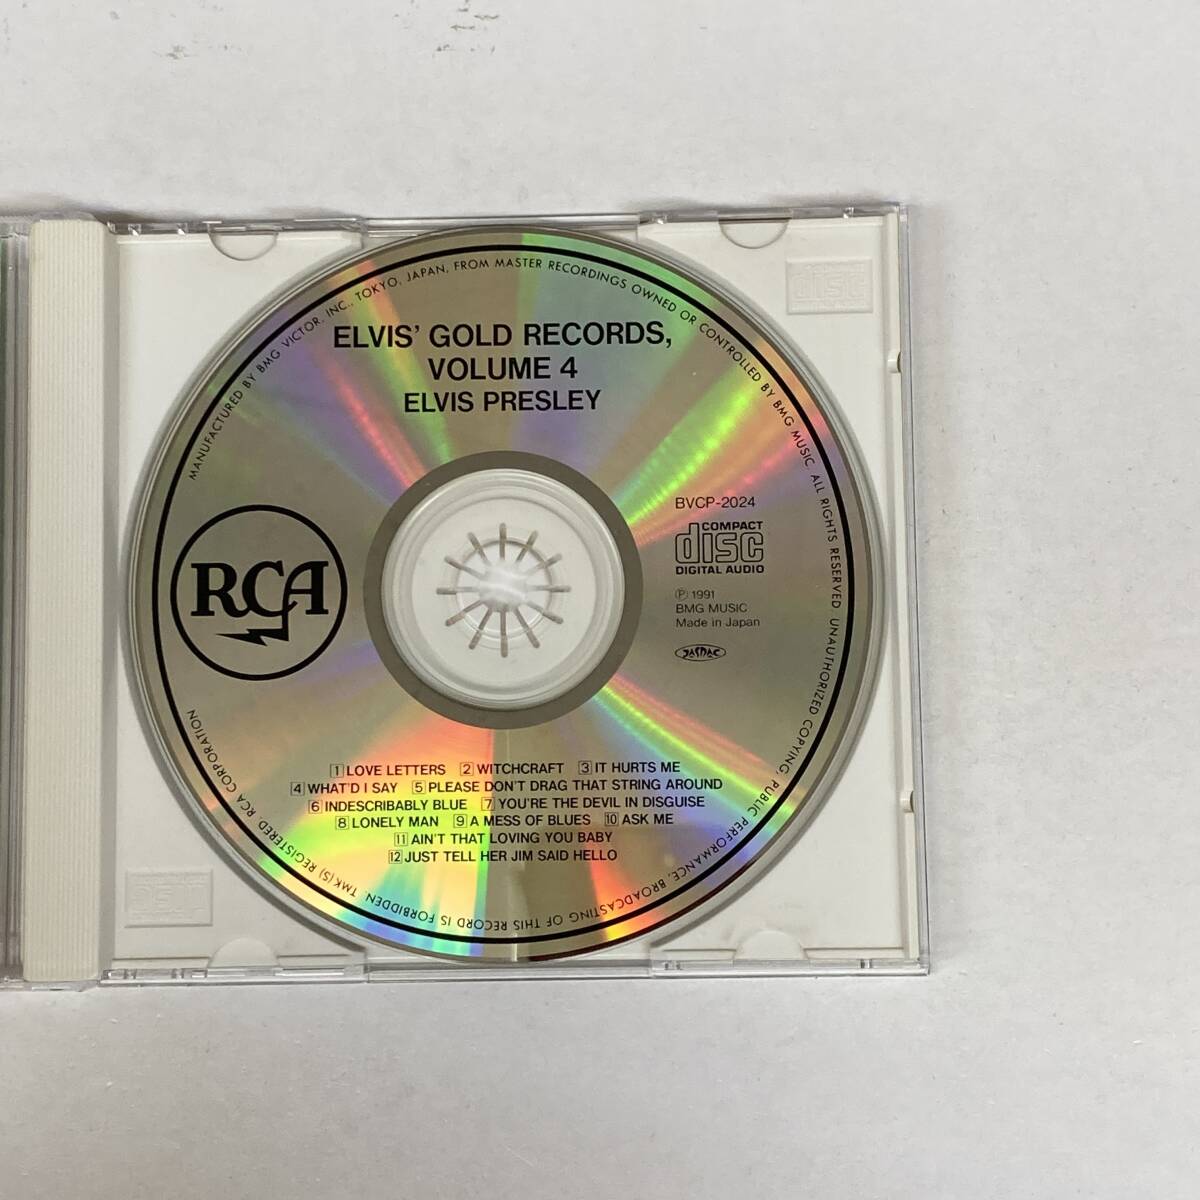 ELVIS' GOLD RECORDS,
VOLUME 4
ELVIS PRESLEY
RCA
BVCP-2024
COMPACT
disc
DIGITAL AUDIO
Ⓟ 1991
BMG MUSIC
Made in Japan
JASRAC
1 LOVE LETTERS 2 WITCHCRAFT 3 IT HURTS ME
4 WHAT'D I SAY 5 PLEASE DON'T DRAG THAT STRING AROUND
6 INDESCRIBABLY BLUE 7 YOU'RE THE DEVIL IN DISGUISE
8 LONELY MAN 9 A MESS OF BLUES 10 ASK ME
11 AIN'T THAT LOVING YOU BABY
12 JUST TELL HER JIM SAID HELLO
MANUFACTURED BY BMG VICTOR, INC., TOKYO, JAPAN, FROM MASTER RECORDINGS OWNED OR CONTROLLED BY BMG MUSIC. ALL RIGHTS RESERVED. UNAUTHORIZED COPYING, PUBLIC PERFORMANCE, BROADCASTING OF THIS RECORD IS FORBIDDEN. TMK(S) REGISTERED. RCA CORPORATION